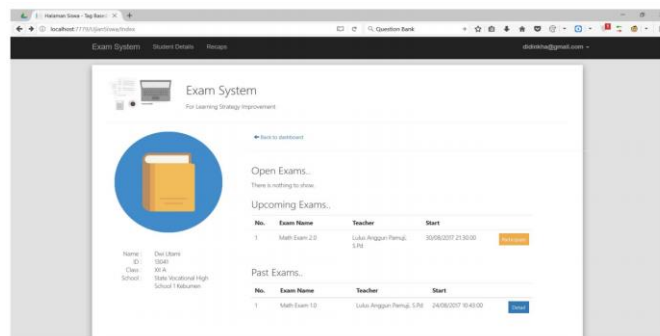 Halaman Siswa - Tag Base
localhost:7779/UjianSiswa/Index
Question Bank
Exam System Student Details Recaps
didinkha@gmail.com
Exam System
For Learning Strategy Improvement
Back to dashboard
Open Exams..
There is nothing to show.
Upcoming Exams..
No. Exam Name Teacher Start
1 Math Exam 2.0 Lulus Anggun Pamuji, S.Pd 30/08/2017 21:30:00 Participate
Name : Dwi Utami
ID : 13041
Class : XII A
School : State Vocational High School 1 Kebumen
Past Exams..
No. Exam Name Teacher Start
1 Math Exam 1.0 Lulus Anggun Pamuji, S.Pd 24/08/2017 10:43:00 Detail